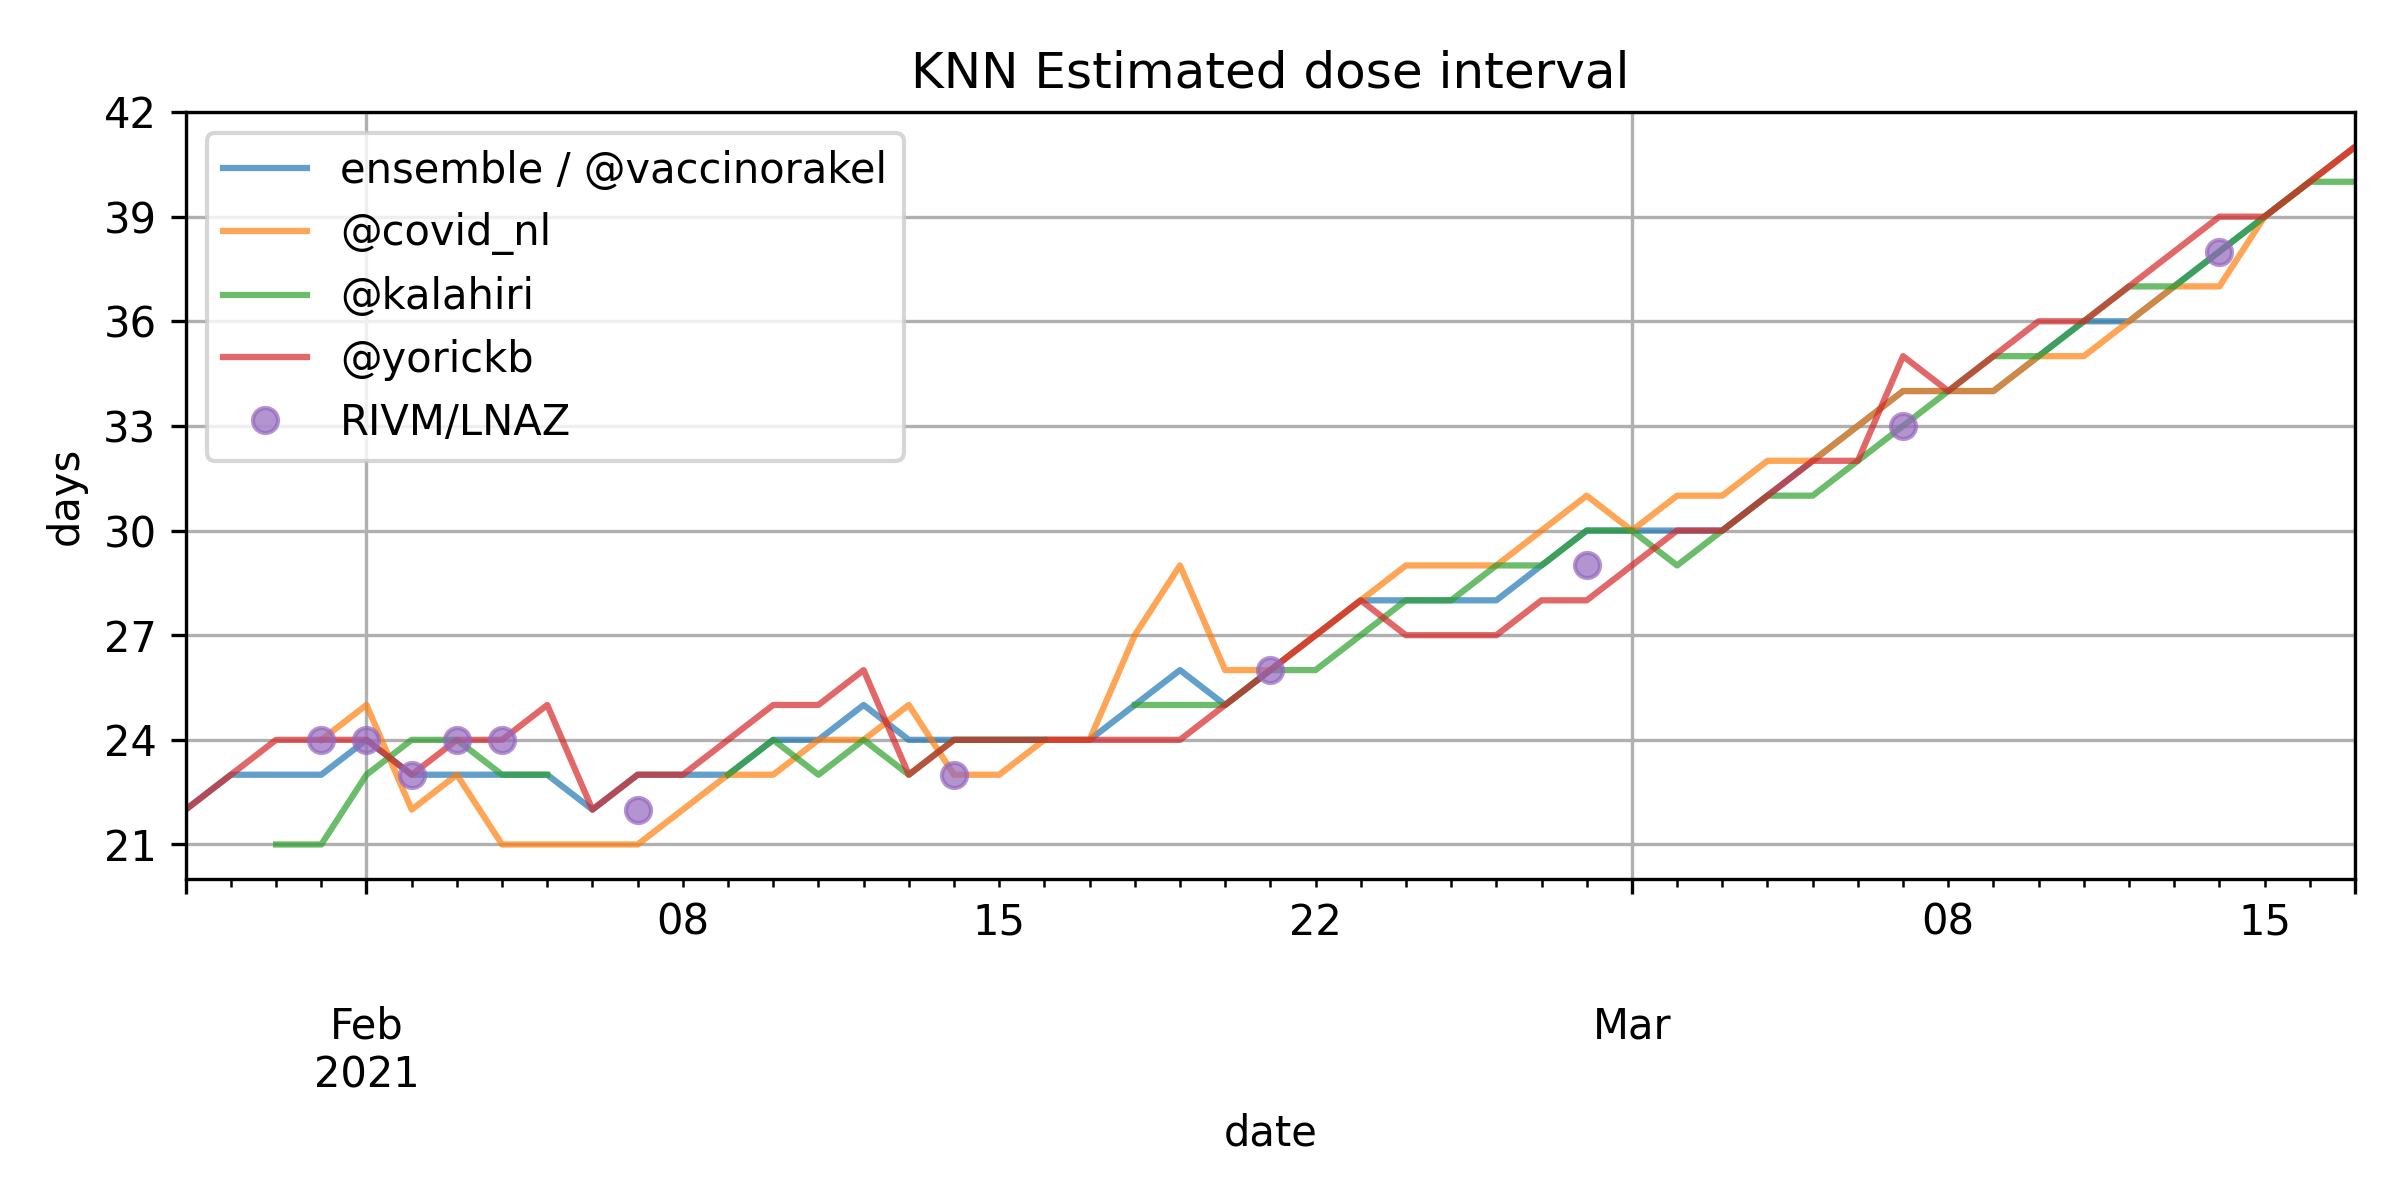 KNN Estimated dose interval
42
39
36
33
30
27
24
21
days
ensemble / @vaccinorakel
@covid_nl
@kalahiri
@yorickb
RIVM/LNAZ
08 15 22 08 15
Feb Mar
2021
date